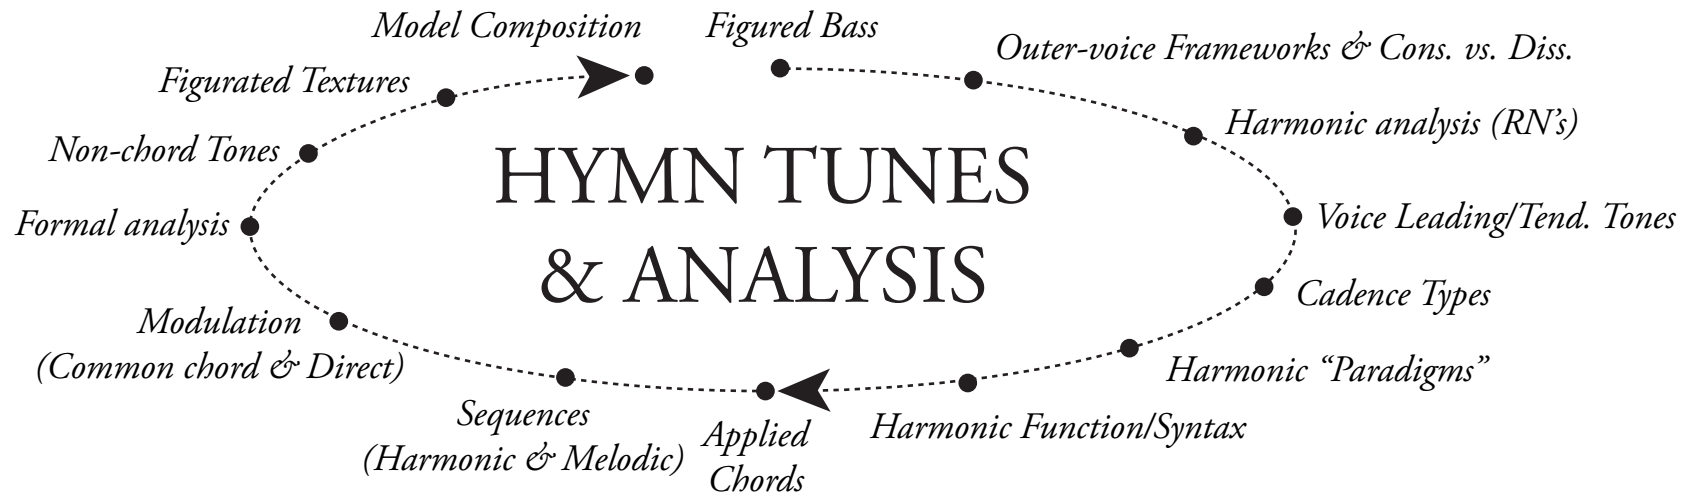 Model Composition
Figured Bass
Outer-voice Frameworks & Cons. vs. Diss.
Figurated Textures
Harmonic analysis (RN’s)
Non-chord Tones
HYMN TUNES
& ANALYSIS
Formal analysis
Voice Leading/Tend. Tones
Cadence Types
Modulation
(Common chord & Direct)
Harmonic “Paradigms”
Sequences
(Harmonic & Melodic)
Applied
Chords
Harmonic Function/Syntax